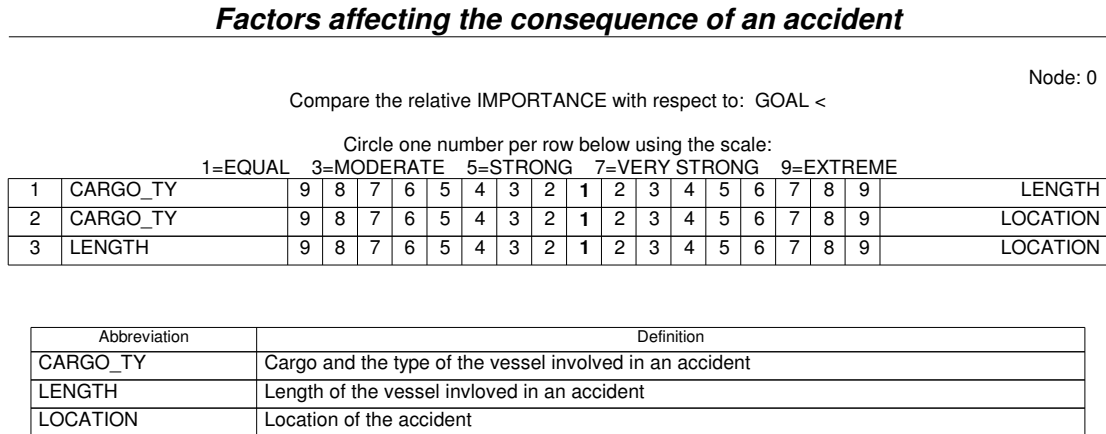 Factors affecting the consequence of an accident
Node: 0
Compare the relative IMPORTANCE with respect to: GOAL <
Circle one number per row below using the scale:
1=EQUAL 3=MODERATE 5=STRONG 7=VERY STRONG 9=EXTREME
1 CARGO_TY 9 8 7 6 5 4 3 2 1 2 3 4 5 6 7 8 9 LENGTH
2 CARGO_TY 9 8 7 6 5 4 3 2 1 2 3 4 5 6 7 8 9 LOCATION
3 LENGTH 9 8 7 6 5 4 3 2 1 2 3 4 5 6 7 8 9 LOCATION
Abbreviation Definition
CARGO_TY Cargo and the type of the vessel involved in an accident
LENGTH Length of the vessel invloved in an accident
LOCATION Location of the accident